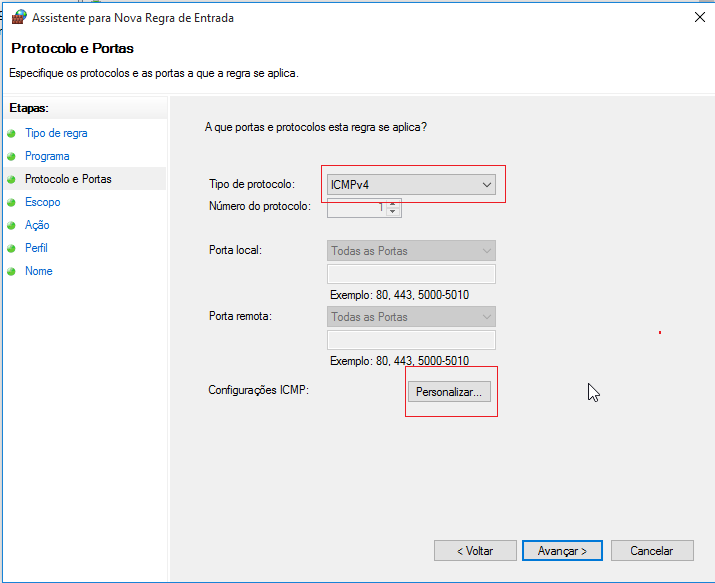 Assistente para Nova Regra de Entrada
Protocolo e Portas
Especifique os protocolos e as portas a que a regra se aplica.
Etapas:
Tipo de regra
Programa
Protocolo e Portas
Escopo
Ação
Perfil
Nome
A que portas e protocolos esta regra se aplica?
Tipo de protocolo: ICMPv4
Número do protocolo: 1
Porta local: Todas as Portas
Exemplo: 80, 443, 5000-5010
Porta remota: Todas as Portas
Exemplo: 80, 443, 5000-5010
Configurações ICMP: Personalizar...
< Voltar Avançar > Cancelar